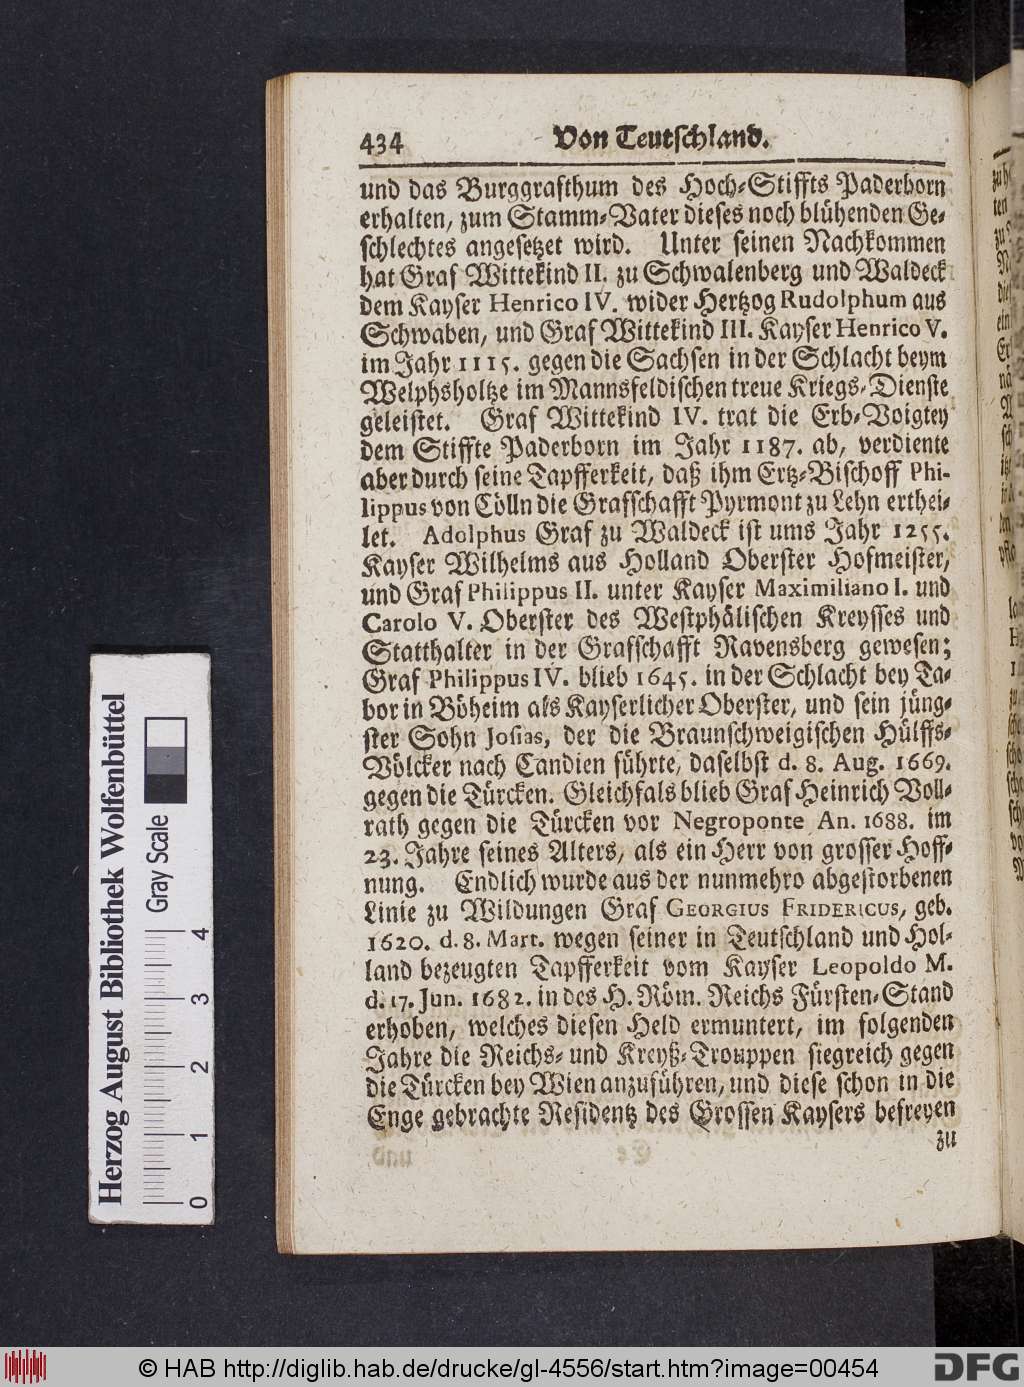 434 Von Teutschland.
und das Burggrafthum des Hoch-Stiffts Paderborn
erhalten, zum Stamm-Vater dieses noch blühenden Ge-
schlechtes angesetzet wird. Unter seinen Nachkommen
hat Graf Wittekind II. zu Schwalenberg und Waldeck
dem Kayser Henrico IV. wider Hertzog Rudolphum aus
Schwaben, und Graf Wittekind III. Kayser Henrico V.
im Jahr 1115. gegen die Sachsen in der Schlacht beym
Welphsholtze im Mannsfeldischen treue Kriegs-Dienste
geleistet. Graf Wittekind IV. trat die Erb-Voigtey
dem Stiffte Paderborn im Jahr 1187. ab, verdiente
aber durch seine Tapfferkeit, daß ihm Ertz-Bischoff Phi-
lippus von Cölln die Grafschafft Pyrmont zu Lehn erthei-
let. Adolphus Graf zu Waldeck ist ums Jahr 1255.
Kayser Wilhelms aus Holland Oberster Hofmeister,
und Graf Philippus II. unter Kayser Maximiliano I. und
Carolo V. Oberster des Westphälischen Kreysses und
Statthalter in der Grafschafft Ravensberg gewesen;
Graf Philippus IV. blieb 1645. in der Schlacht bey Ta-
bor in Böheim als Kayserlicher Oberster, und sein jüng-
ster Sohn Josias, der die Braunschweigischen Hülffs-
Völcker nach Candien führte, daselbst d. 8. Aug. 1669.
gegen die Türcken. Gleichfals blieb Graf Heinrich Voll-
rath gegen die Türcken vor Negroponte An. 1688. im
23. Jahre seines Alters, als ein Herr von grosser Hoff-
nung. Endlich wurde aus der nunmehro abgestorbenen
Linie zu Wildungen Graf GEORGIUS FRIDERICUS, geb.
1620. d. 8. Mart. wegen seiner in Teutschland und Hol-
land bezeugten Tapfferkeit vom Kayser Leopoldo M.
d. 17. Jun. 1682. in des H. Röm. Reichs Fürsten-Stand
erhoben, welches diesen Held ermuntert, im folgenden
Jahre die Reichs- und Kreyß-Trouppen siegreich gegen
die Türcken bey Wien anzuführen, und diese schon in die
Enge gebrachte Residentz des Grossen Kaysers befreyen
zu
Herzog August Bibliothek Wolfenbüttel
Gray Scale
0 1 2 3 4
© HAB http://diglib.hab.de/drucke/gl-4556/start.htm?image=00454
DFG